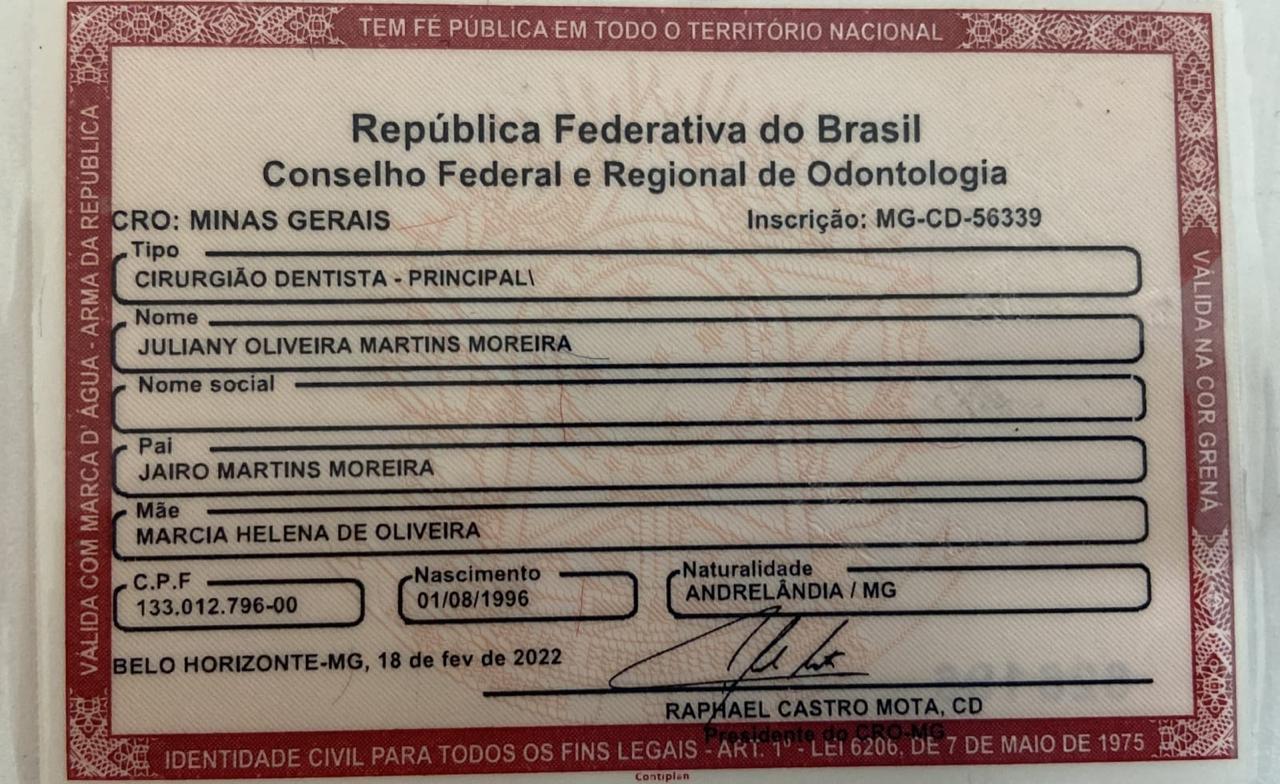 TEM FÉ PÚBLICA EM TODO O TERRITÓRIO NACIONAL
VÁLIDA COM MARCA D' ÁGUA - ARMA DA REPUBLICA
República Federativa do Brasil
Conselho Federal e Regional de Odontologia
CRO: MINAS GERAIS
Inscrição: MG-CD-56339
Tipo
CIRURGIÃO DENTISTA - PRINCIPAL\
Nome
JULIANY OLIVEIRA MARTINS MOREIRA
Nome social
Pai
JAIRO MARTINS MOREIRA
Mãe
MARCIA HELENA DE OLIVEIRA
C.P.F
133.012.796-00
Nascimento
01/08/1996
Naturalidade
ANDRELÂNDIA / MG
BELO HORIZONTE-MG, 18 de fev de 2022
RAPHAEL CASTRO MOTA, CD
Presidente do CRO-MG
VÁLIDA NA COR GRENÁ
IDENTIDADE CIVIL PARA TODOS OS FINS LEGAIS - ART. 1º - LEI 6206, DE 7 DE MAIO DE 1975
Contiplan